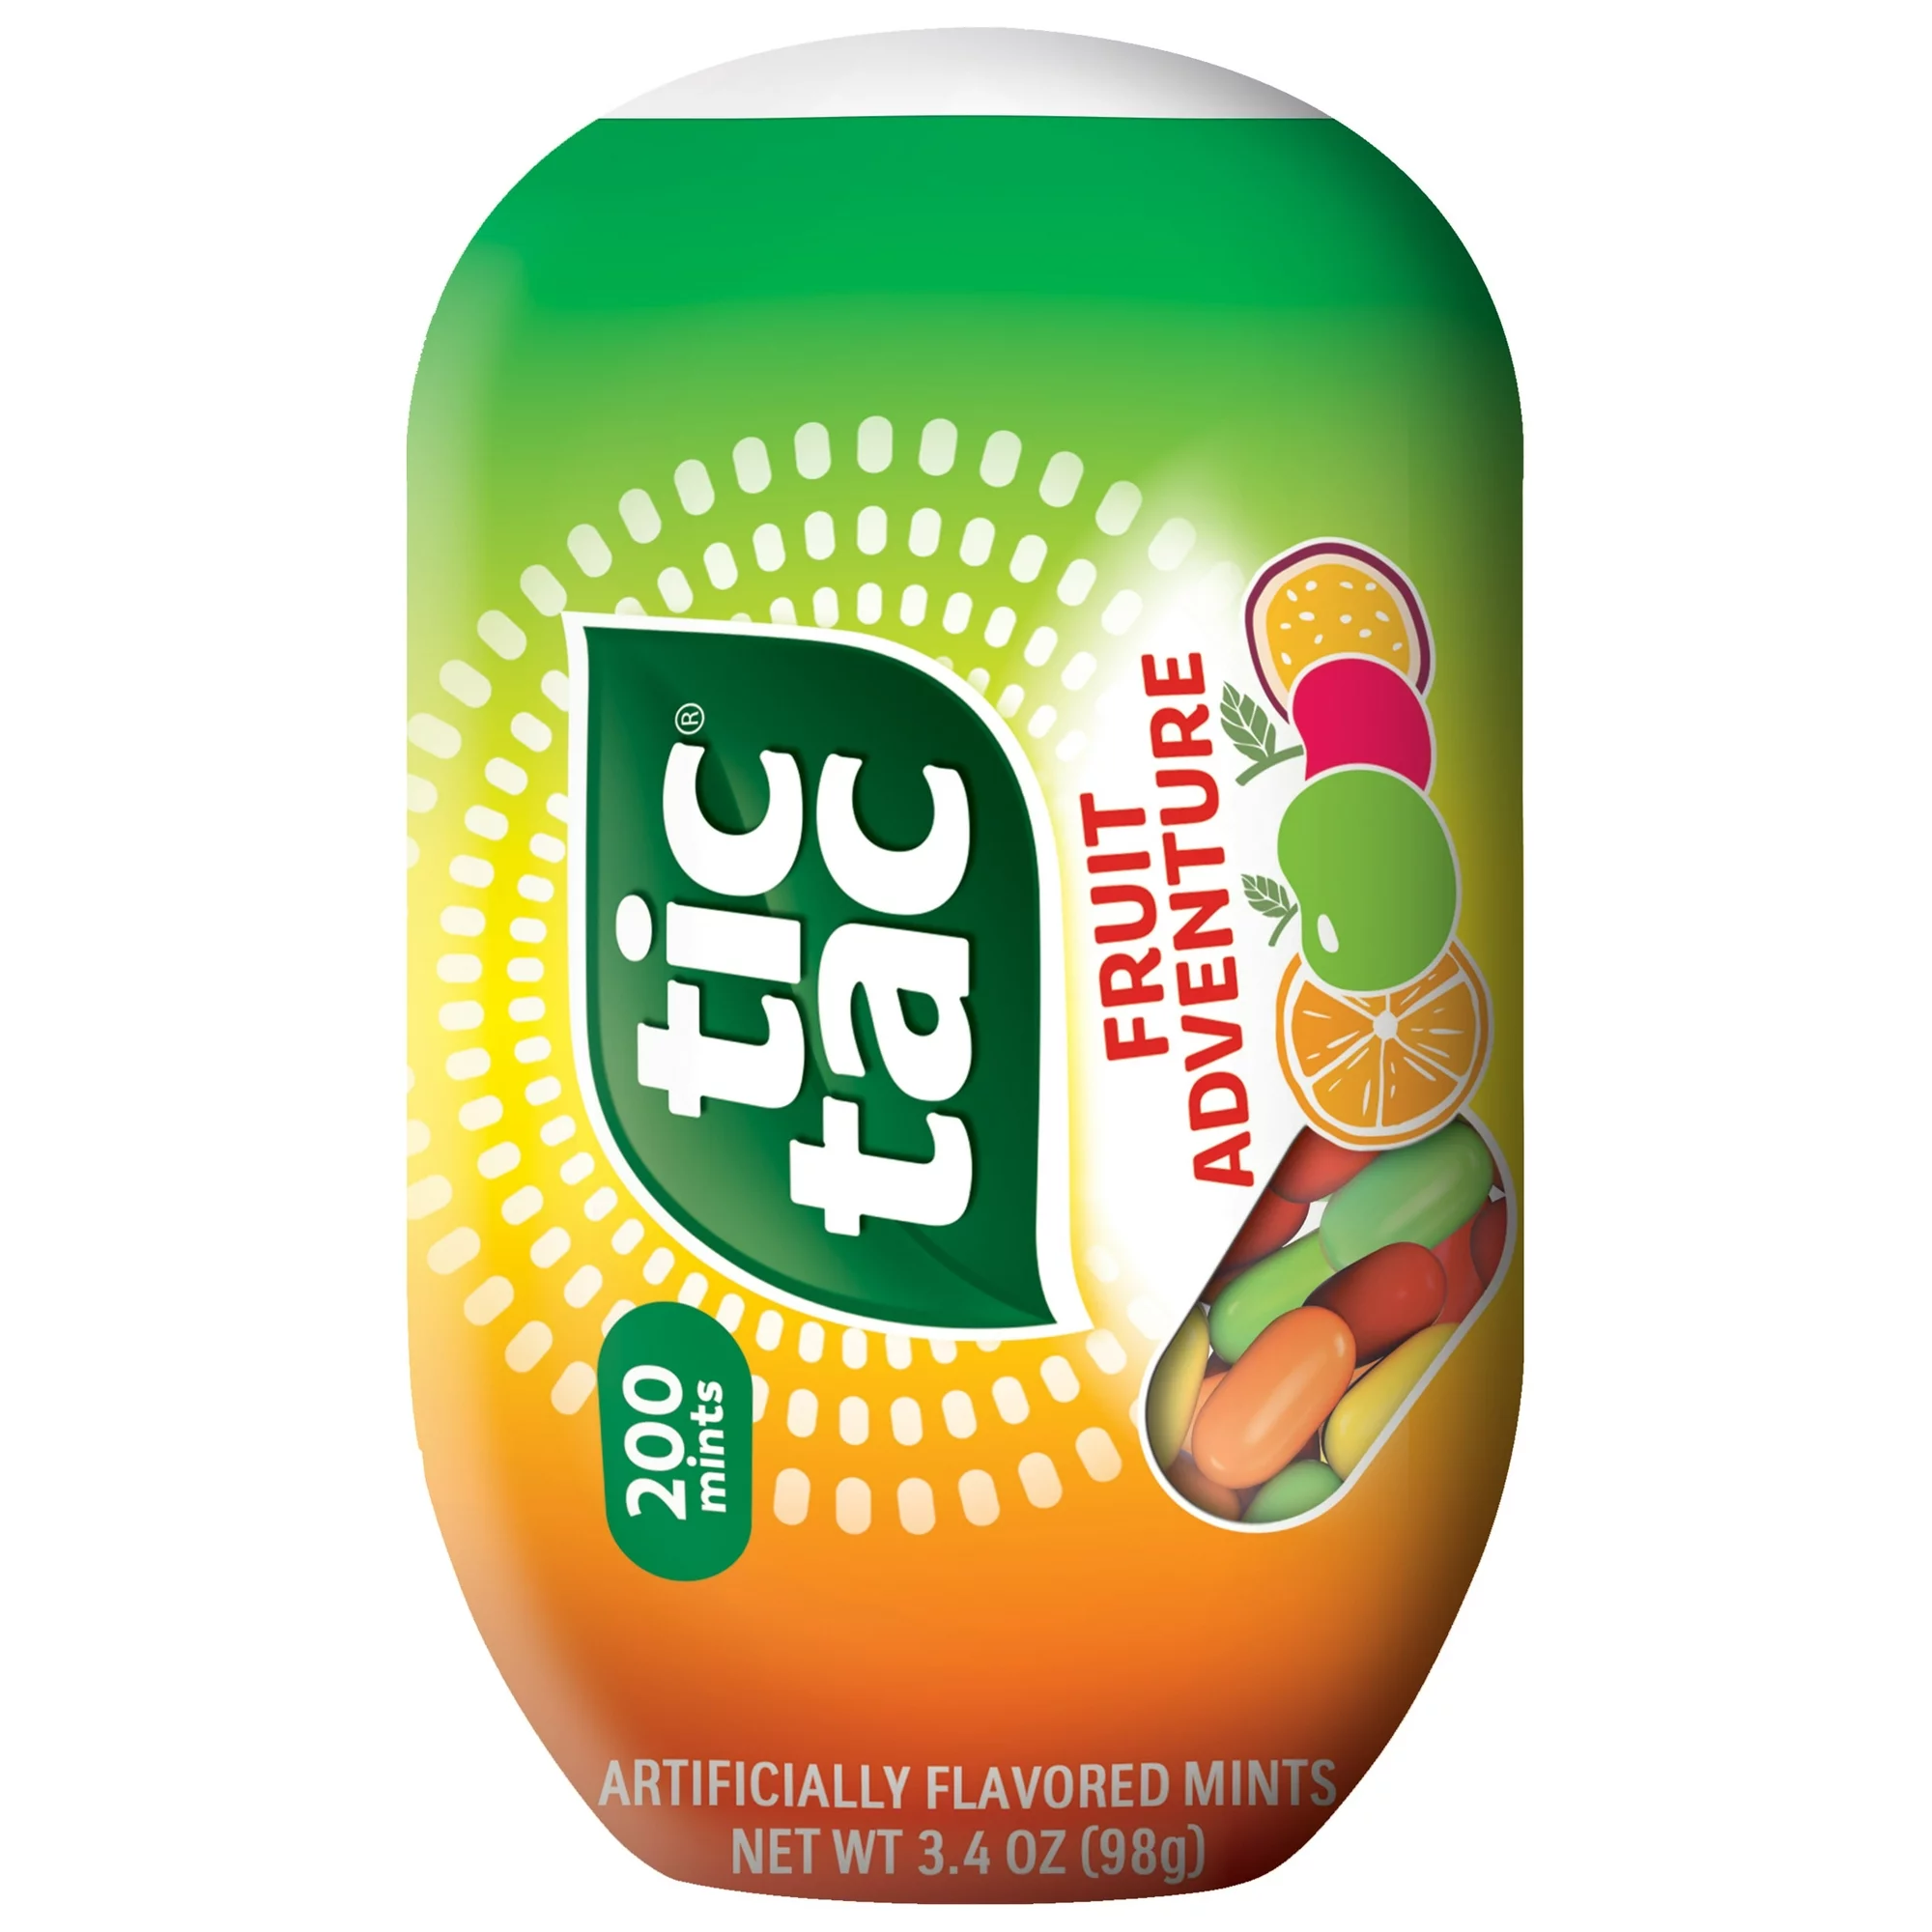 tic®
tac
FRUIT
ADVENTURE
200
mints
ARTIFICIALLY FLAVORED MINTS
NET WT 3.4 OZ (98g)